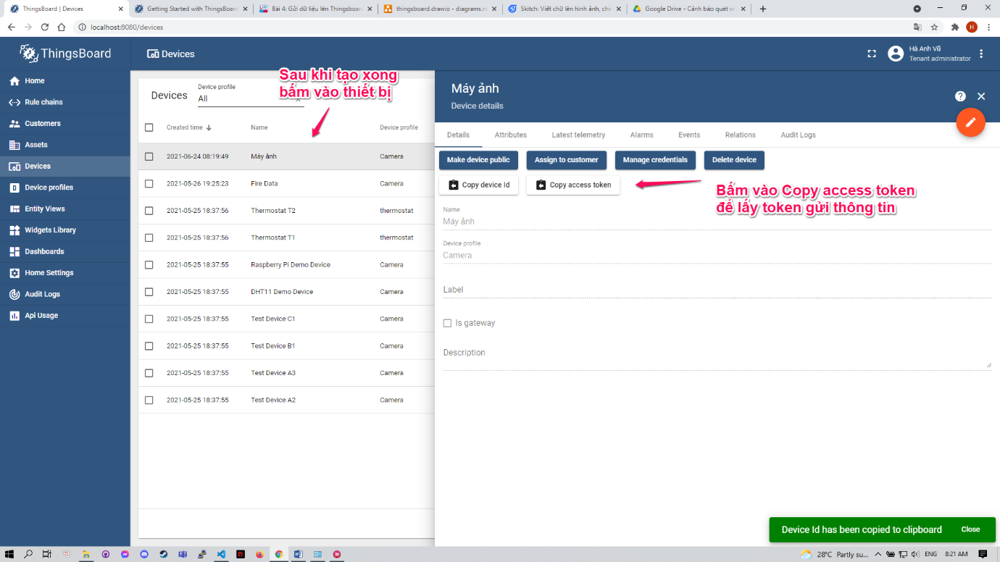 ThingsBoard | Devices
Getting Started with ThingsBoard
Bài 4: Gửi dữ liệu lên Thingsboar
thingsboard.drawio - diagrams.n
Skitch: Viết chữ lên hình ảnh, ch
Google Drive - Cảnh báo quét vi
localhost:8080/devices
H
ThingsBoard
Devices
Hà Anh Vũ
Tenant administrator
Home
Rule chains
Customers
Assets
Devices
Device profiles
Entity Views
Widgets Library
Dashboards
Home Settings
Audit Logs
Api Usage
Sau khi tạo xong
bấm vào thiết bị
Devices
Device profile
All
Created time
Name
Device profile
2021-06-24 08:19:49 Máy ảnh Camera
2021-05-26 19:25:23 Fire Data Camera
2021-05-25 18:37:56 Thermostat T2 thermostat
2021-05-25 18:37:56 Thermostat T1 thermostat
2021-05-25 18:37:55 Raspberry Pi Demo Device Camera
2021-05-25 18:37:55 DHT11 Demo Device Camera
2021-05-25 18:37:55 Test Device C1 Camera
2021-05-25 18:37:55 Test Device B1 Camera
2021-05-25 18:37:55 Test Device A3 Camera
2021-05-25 18:37:55 Test Device A2 Camera
Máy ảnh
Device details
Details Attributes Latest telemetry Alarms Events Relations Audit Logs
Make device public Assign to customer Manage credentials Delete device
Copy device Id Copy access token
Bấm vào Copy access token
để lấy token gửi thông tin
Name
Máy ảnh
Device profile
Camera
Label
Is gateway
Description
Device Id has been copied to clipboard Close
28°C Partly su... ENG 8:21 AM